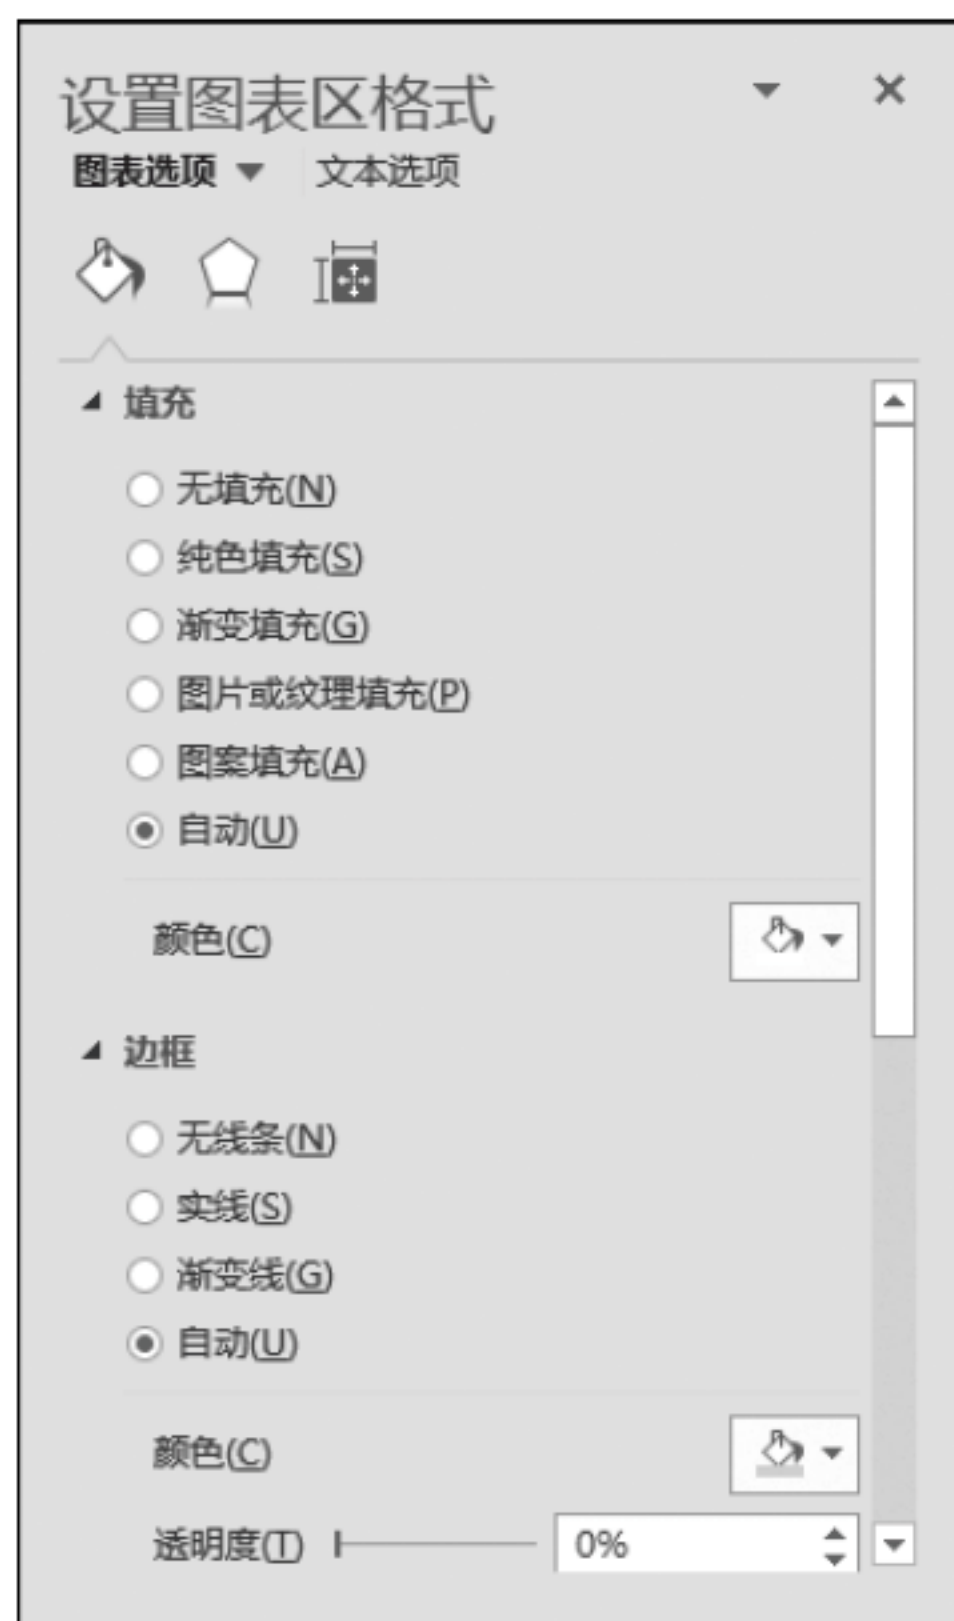 设置图表区格式
图表选项 文本选项
填充
无填充(N)
纯色填充(S)
渐变填充(G)
图片或纹理填充(P)
图案填充(A)
自动(U)
颜色(C)
边框
无线条(N)
实线(S)
渐变线(G)
自动(U)
颜色(C)
透明度(T) 0%